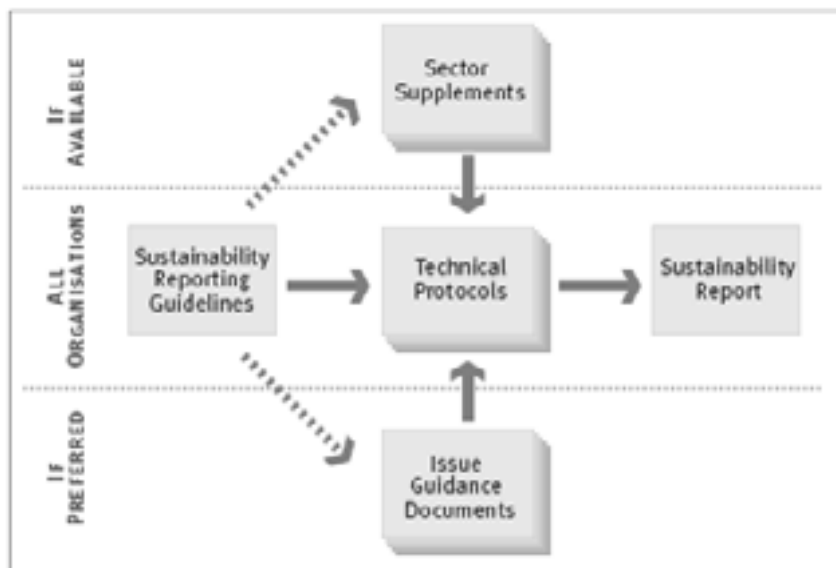 IF
AVAILABLE
Sector
Supplements
ALL
ORGANISATIONS
Sustainability
Reporting
Guidelines
Technical
Protocols
Sustainability
Report
IF
PREFERRED
Issue
Guidance
Documents